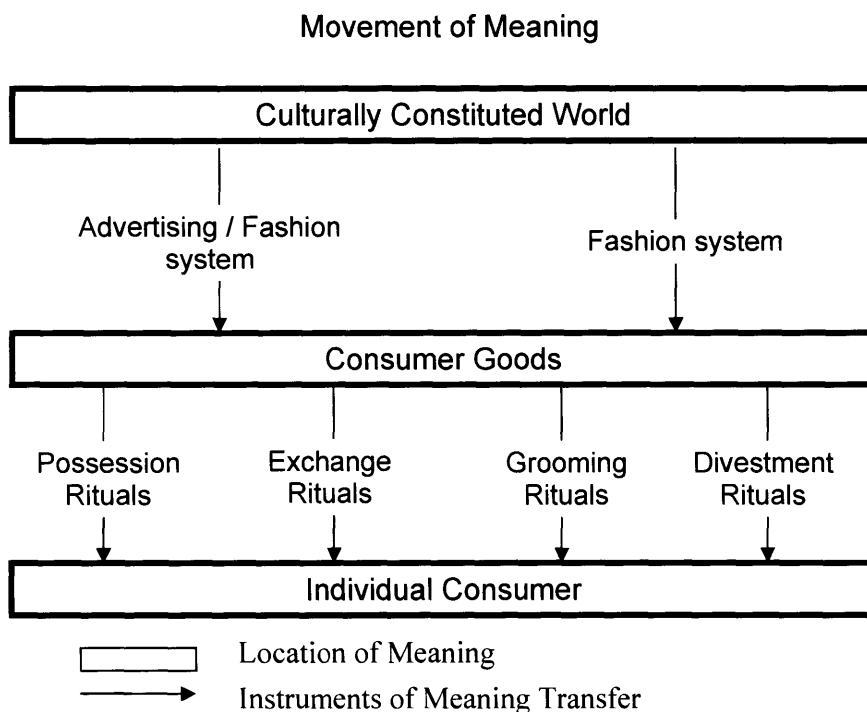 Movement of Meaning
Culturally Constituted World
Advertising / Fashion
system
Fashion system
Consumer Goods
Possession
Rituals
Exchange
Rituals
Grooming
Rituals
Divestment
Rituals
Individual Consumer
Location of Meaning
Instruments of Meaning Transfer